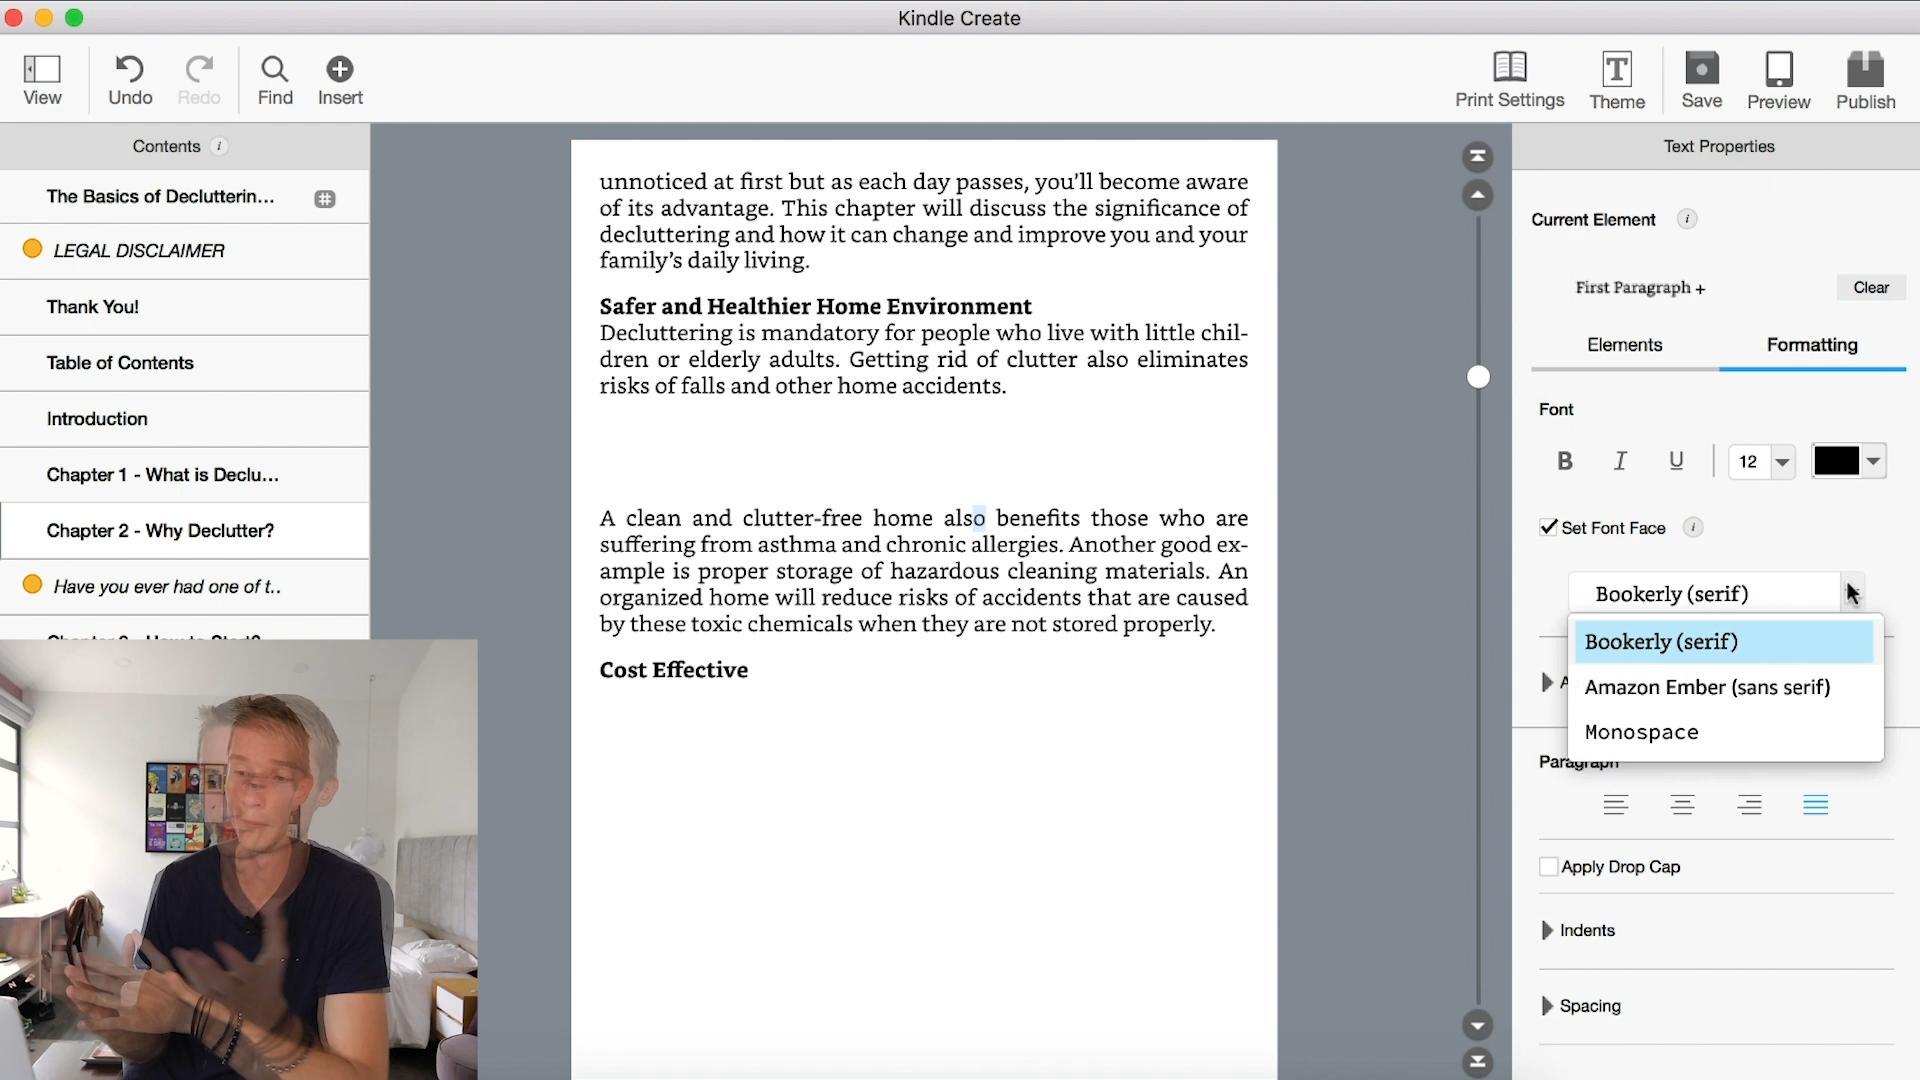 Kindle Create
View
Undo
Redo
Find
Insert
Print Settings
Theme
Save
Preview
Publish
Contents i
The Basics of Declutterin...
LEGAL DISCLAIMER
Thank You!
Table of Contents
Introduction
Chapter 1 - What is Declu...
Chapter 2 - Why Declutter?
Have you ever had one of t..
unnoticed at first but as each day passes, you'll become aware
of its advantage. This chapter will discuss the significance of
decluttering and how it can change and improve you and your
family's daily living.
Safer and Healthier Home Environment
Decluttering is mandatory for people who live with little chil-
dren or elderly adults. Getting rid of clutter also eliminates
risks of falls and other home accidents.
A clean and clutter-free home also benefits those who are
suffering from asthma and chronic allergies. Another good ex-
ample is proper storage of hazardous cleaning materials. An
organized home will reduce risks of accidents that are caused
by these toxic chemicals when they are not stored properly.
Cost Effective
Text Properties
Current Element i
First Paragraph +
Clear
Elements
Formatting
Font
B I U 12
Set Font Face i
Bookerly (serif)
Bookerly (serif)
Amazon Ember (sans serif)
Monospace
Paragraph
Apply Drop Cap
Indents
Spacing